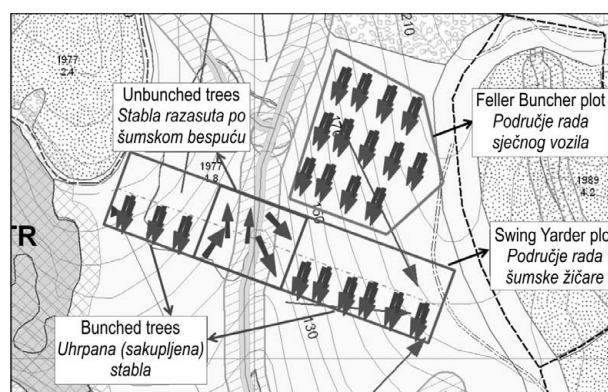 1977
2.4
210
Unbunched trees
Stabla razasuta po
šumskom bespuću
1977
1.8
170
150
Feller Buncher plot
Područje rada
sječnog vozila
1989
4.2
TR
Swing Yarder plo
Područje rada
šumske žičare
Bunched trees
Uhrpana (sakupljena)
stabla
130